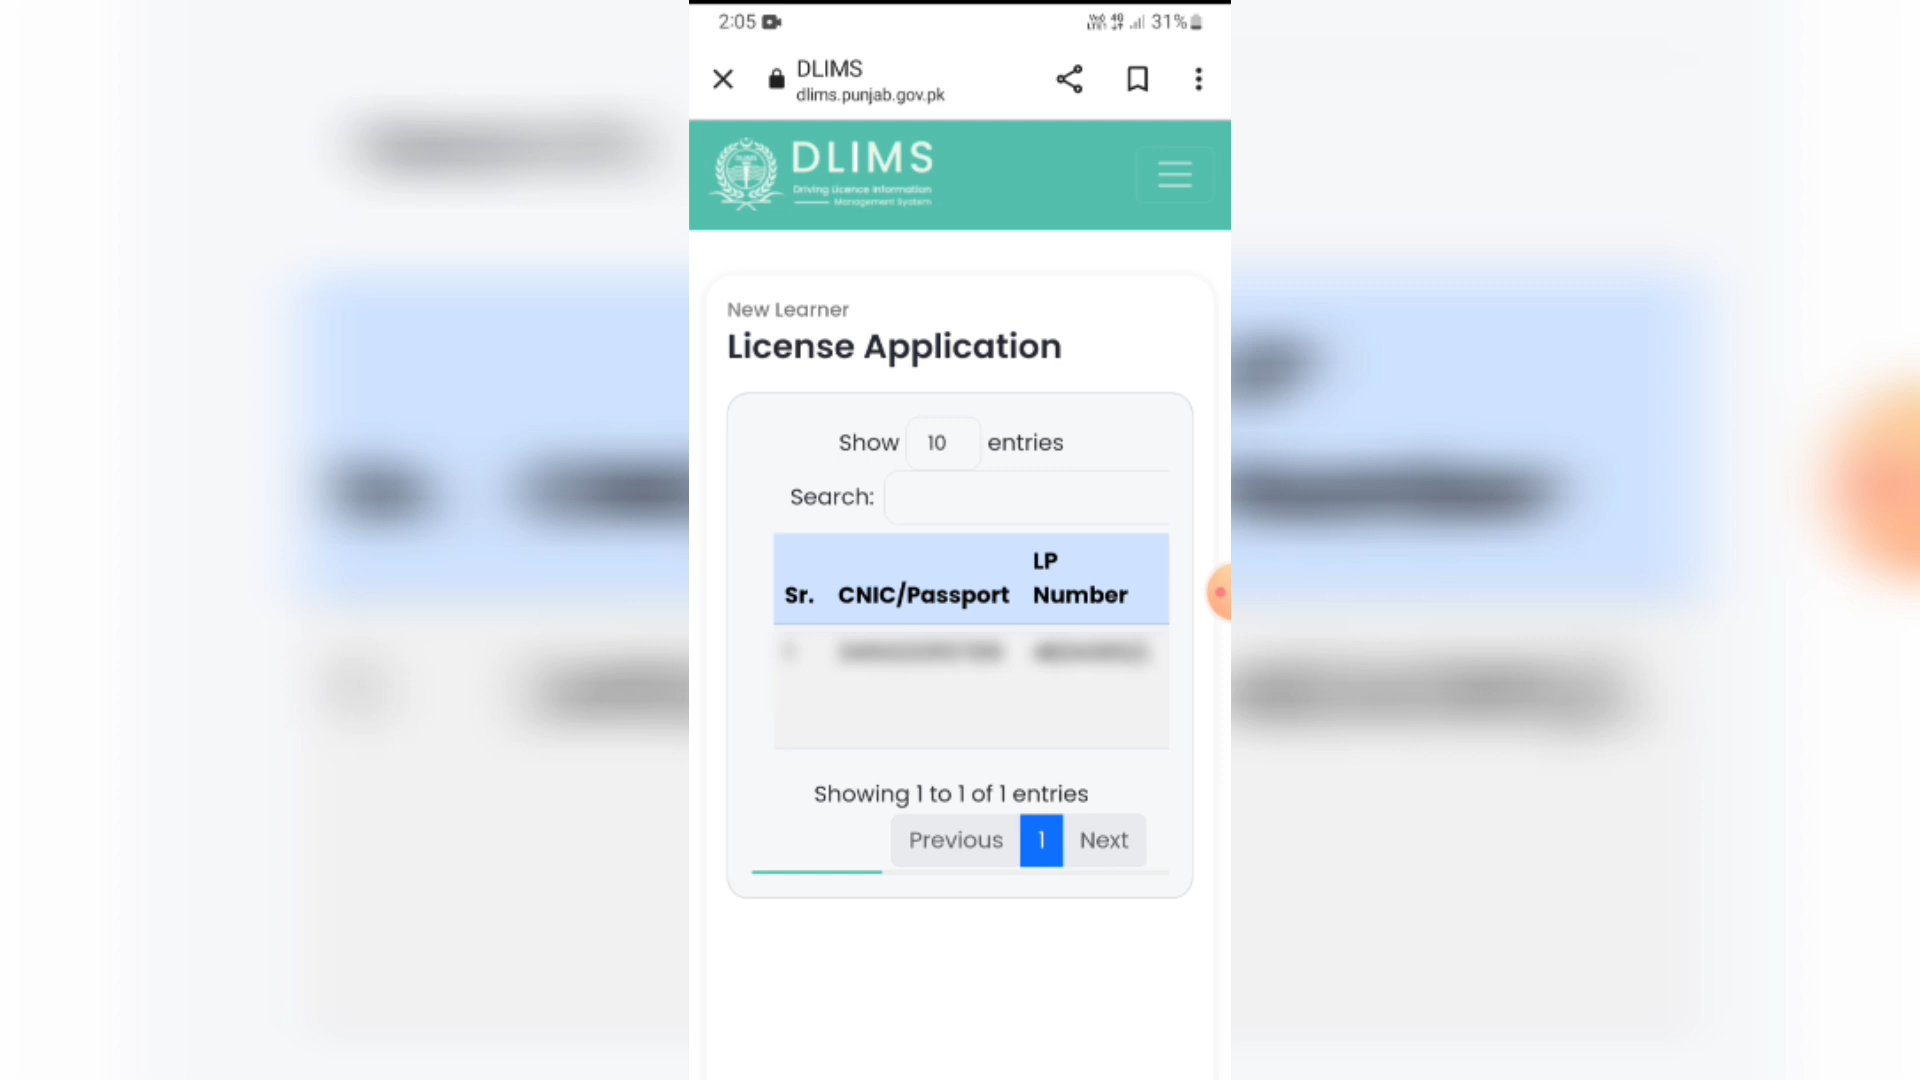 2:05
31%
DLIMS
dlims.punjab.gov.pk
DLIMS
Driving Licence Information
Management System
New Learner
License Application
Show 10 entries
Search:
Sr. CNIC/Passport LP Number
Showing 1 to 1 of 1 entries
Previous 1 Next